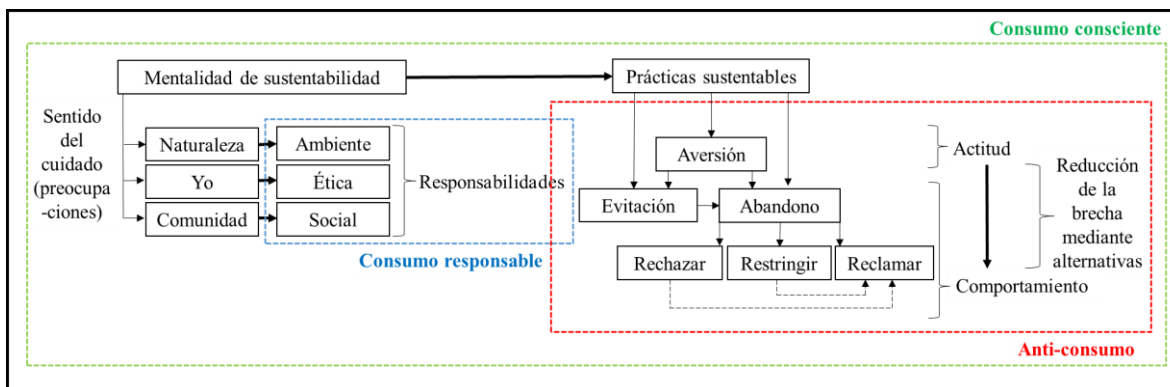 Consumo consciente
Mentalidad de sustentabilidad
Prácticas sustentables
Sentido
del
cuidado
(preocupa
-ciones)
Naturaleza
Ambiente
Yo
Ética
Comunidad
Social
Responsabilidades
Consumo responsable
Aversión
Evitación
Abandono
Rechazar
Restringir
Reclamar
Actitud
Comportamiento
Reducción
de la
brecha
mediante
alternativas
Anti-consumo